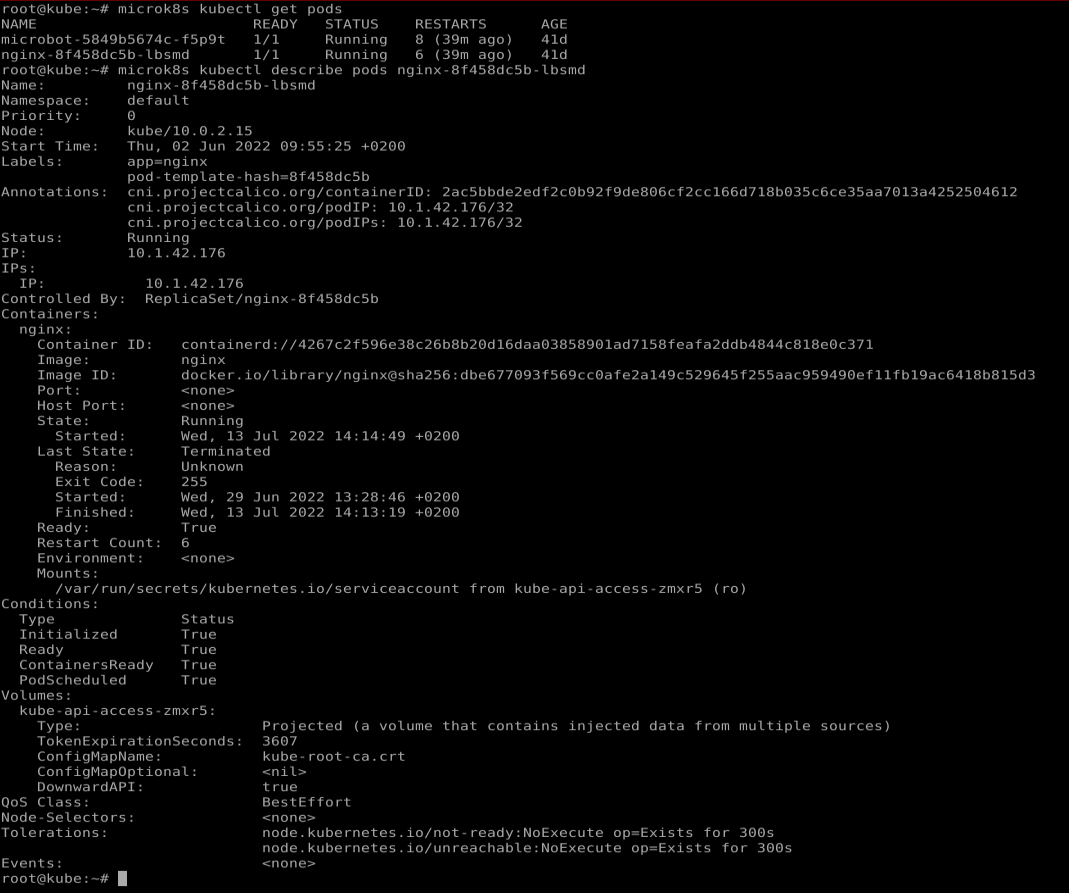 root@kube:~# microk8s kubectl get pods
NAME                        READY   STATUS    RESTARTS      AGE
microbot-5849b5674c-f5p9t   1/1     Running   8 (39m ago)   41d
nginx-8f458dc5b-lbsmd       1/1     Running   6 (39m ago)   41d
root@kube:~# microk8s kubectl describe pods nginx-8f458dc5b-lbsmd
Name:         nginx-8f458dc5b-lbsmd
Namespace:    default
Priority:     0
Node:         kube/10.0.2.15
Start Time:   Thu, 02 Jun 2022 09:55:25 +0200
Labels:       app=nginx
              pod-template-hash=8f458dc5b
Annotations:  cni.projectcalico.org/containerID: 2ac5bbde2edf2c0b92f9de806cf2cc166d718b035c6ce35aa7013a4252504612
              cni.projectcalico.org/podIP: 10.1.42.176/32
              cni.projectcalico.org/podIPs: 10.1.42.176/32
Status:       Running
IP:           10.1.42.176
IPs:
  IP:           10.1.42.176
Controlled By:  ReplicaSet/nginx-8f458dc5b
Containers:
  nginx:
    Container ID:   containerd://4267c2f596e38c26b8b20d16daa03858901ad7158feafa2ddb4844c818e0c371
    Image:          nginx
    Image ID:       docker.io/library/nginx@sha256:dbe677093f569cc0afe2a149c529645f255aac959490ef11fb19ac6418b815d3
    Port:           <none>
    Host Port:      <none>
    State:          Running
      Started:      Wed, 13 Jul 2022 14:14:49 +0200
    Last State:     Terminated
      Reason:       Unknown
      Exit Code:    255
      Started:      Wed, 29 Jun 2022 13:28:46 +0200
      Finished:     Wed, 13 Jul 2022 14:13:19 +0200
    Ready:          True
    Restart Count:  6
    Environment:    <none>
    Mounts:
      /var/run/secrets/kubernetes.io/serviceaccount from kube-api-access-zmxr5 (ro)
Conditions:
  Type              Status
  Initialized       True
  Ready             True
  ContainersReady   True
  PodScheduled      True
Volumes:
  kube-api-access-zmxr5:
    Type:                    Projected (a volume that contains injected data from multiple sources)
    TokenExpirationSeconds:  3607
    ConfigMapName:           kube-root-ca.crt
    ConfigMapOptional:       <nil>
    DownwardAPI:             true
QoS Class:                   BestEffort
Node-Selectors:              <none>
Tolerations:                 node.kubernetes.io/not-ready:NoExecute op=Exists for 300s
                             node.kubernetes.io/unreachable:NoExecute op=Exists for 300s
Events:                      <none>
root@kube:~#